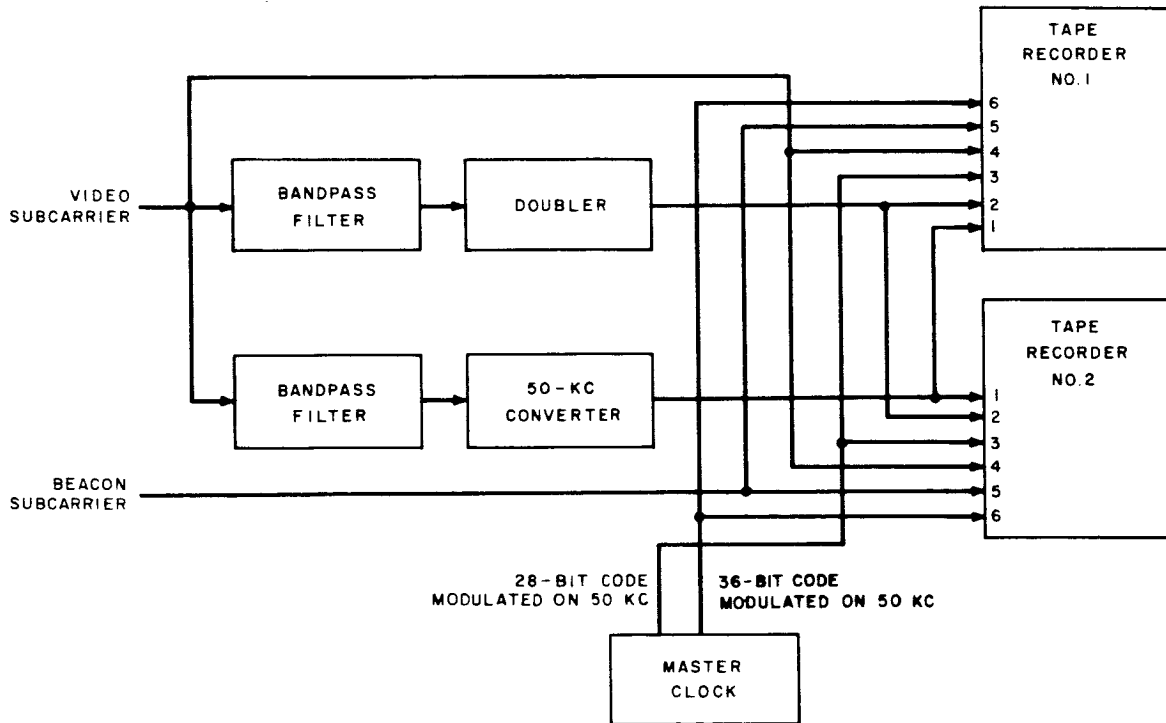 TAPE
RECORDER
NO. 1
6
5
4
3
2
1
VIDEO
SUBCARRIER
BANDPASS
FILTER
DOUBLER
TAPE
RECORDER
NO. 2
1
2
3
4
5
6
BANDPASS
FILTER
50-KC
CONVERTER
BEACON
SUBCARRIER
28-BIT CODE
MODULATED ON 50 KC
36-BIT CODE
MODULATED ON 50 KC
MASTER
CLOCK